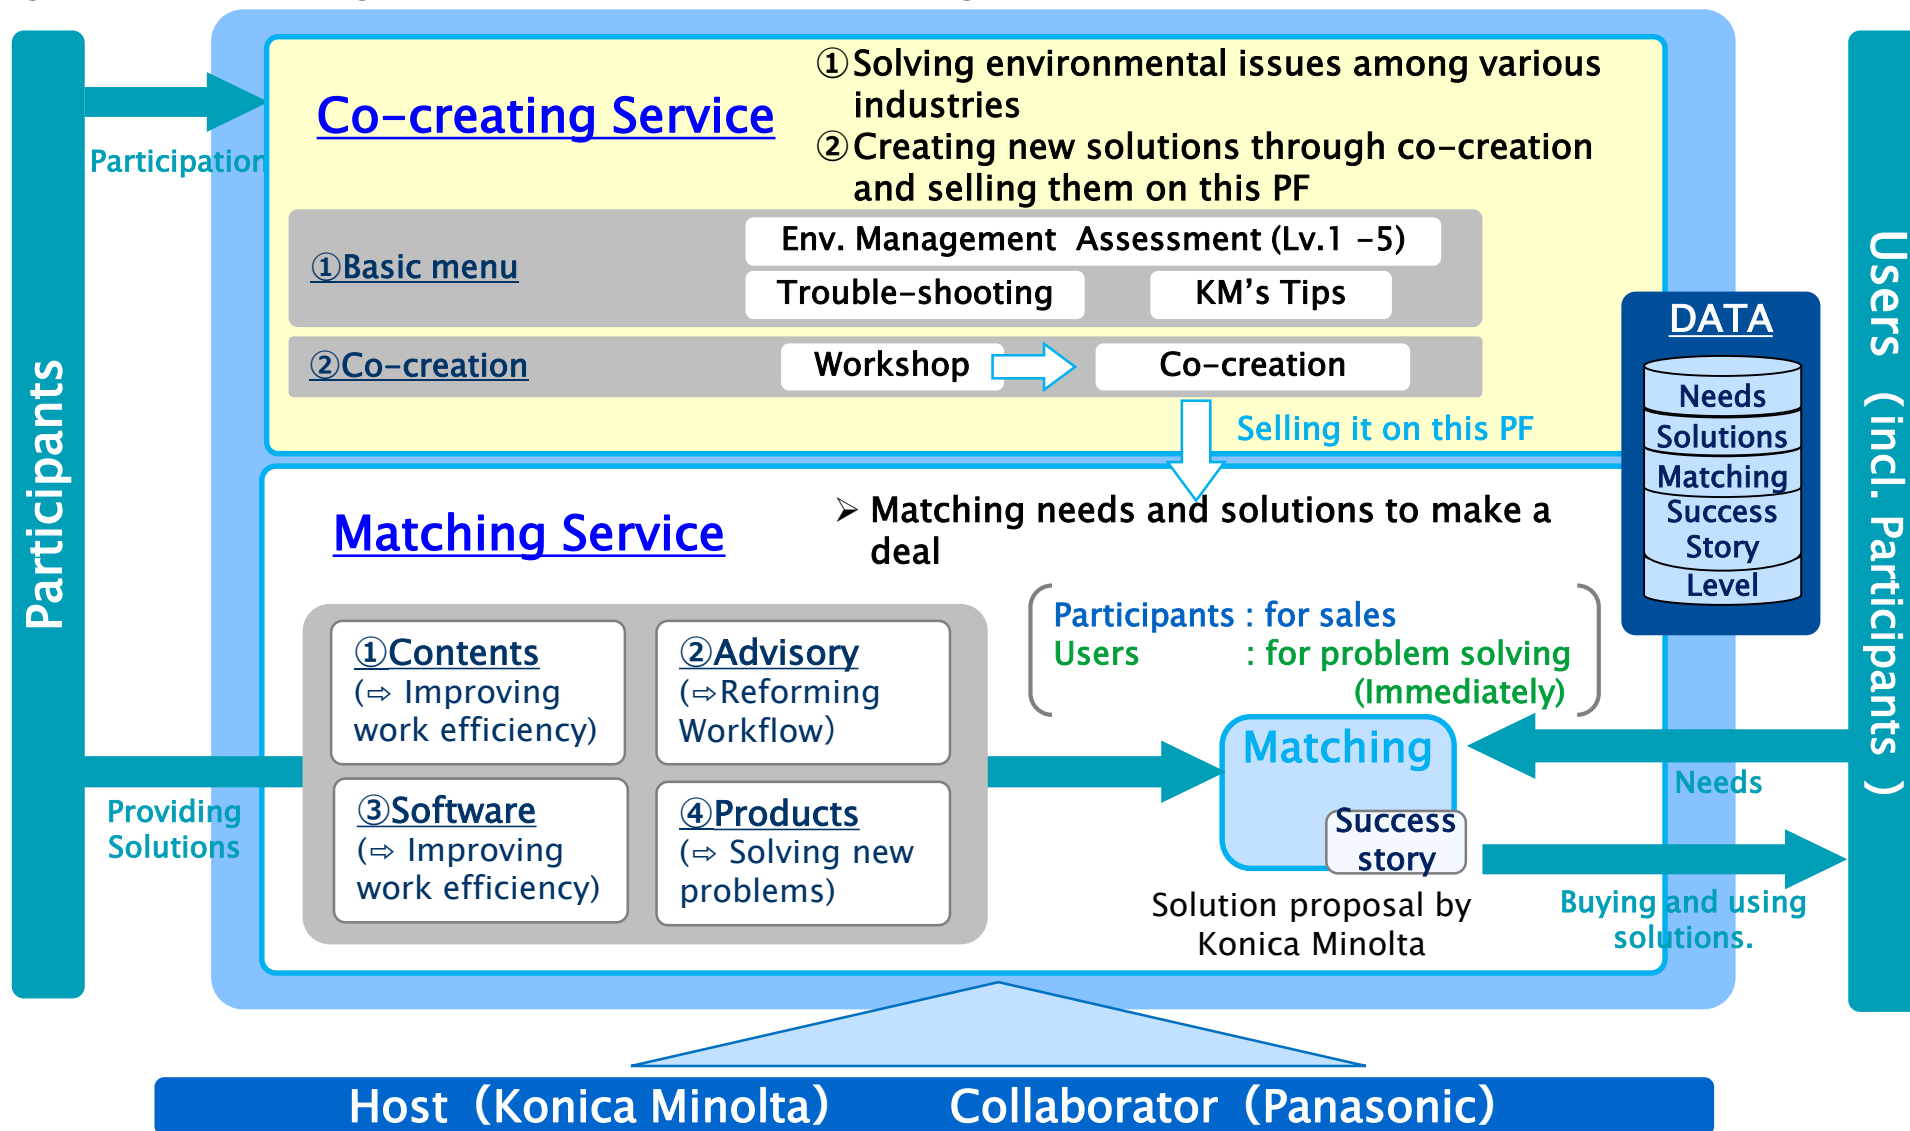 Participants
Participation
Co-creating Service
①Solving environmental issues among various
industries
②Creating new solutions through co-creation
and selling them on this PF
①Basic menu
Env. Management Assessment (Lv.1 -5)
Trouble-shooting
KM's Tips
②Co-creation
Workshop
Co-creation
Selling it on this PF
Matching Service
➢ Matching needs and solutions to make a
deal
Participants : for sales
Users : for problem solving
(Immediately)
①Contents
(⇨ Improving
work efficiency)
②Advisory
(⇨Reforming
Workflow)
③Software
(⇨ Improving
work efficiency)
④Products
(⇨ Solving new
problems)
Providing
Solutions
Matching
Success
story
Solution proposal by
Konica Minolta
Needs
Buying and using
solutions.
DATA
Needs
Solutions
Matching
Success
Story
Level
Users (incl. Participants)
Host (Konica Minolta) Collaborator (Panasonic)